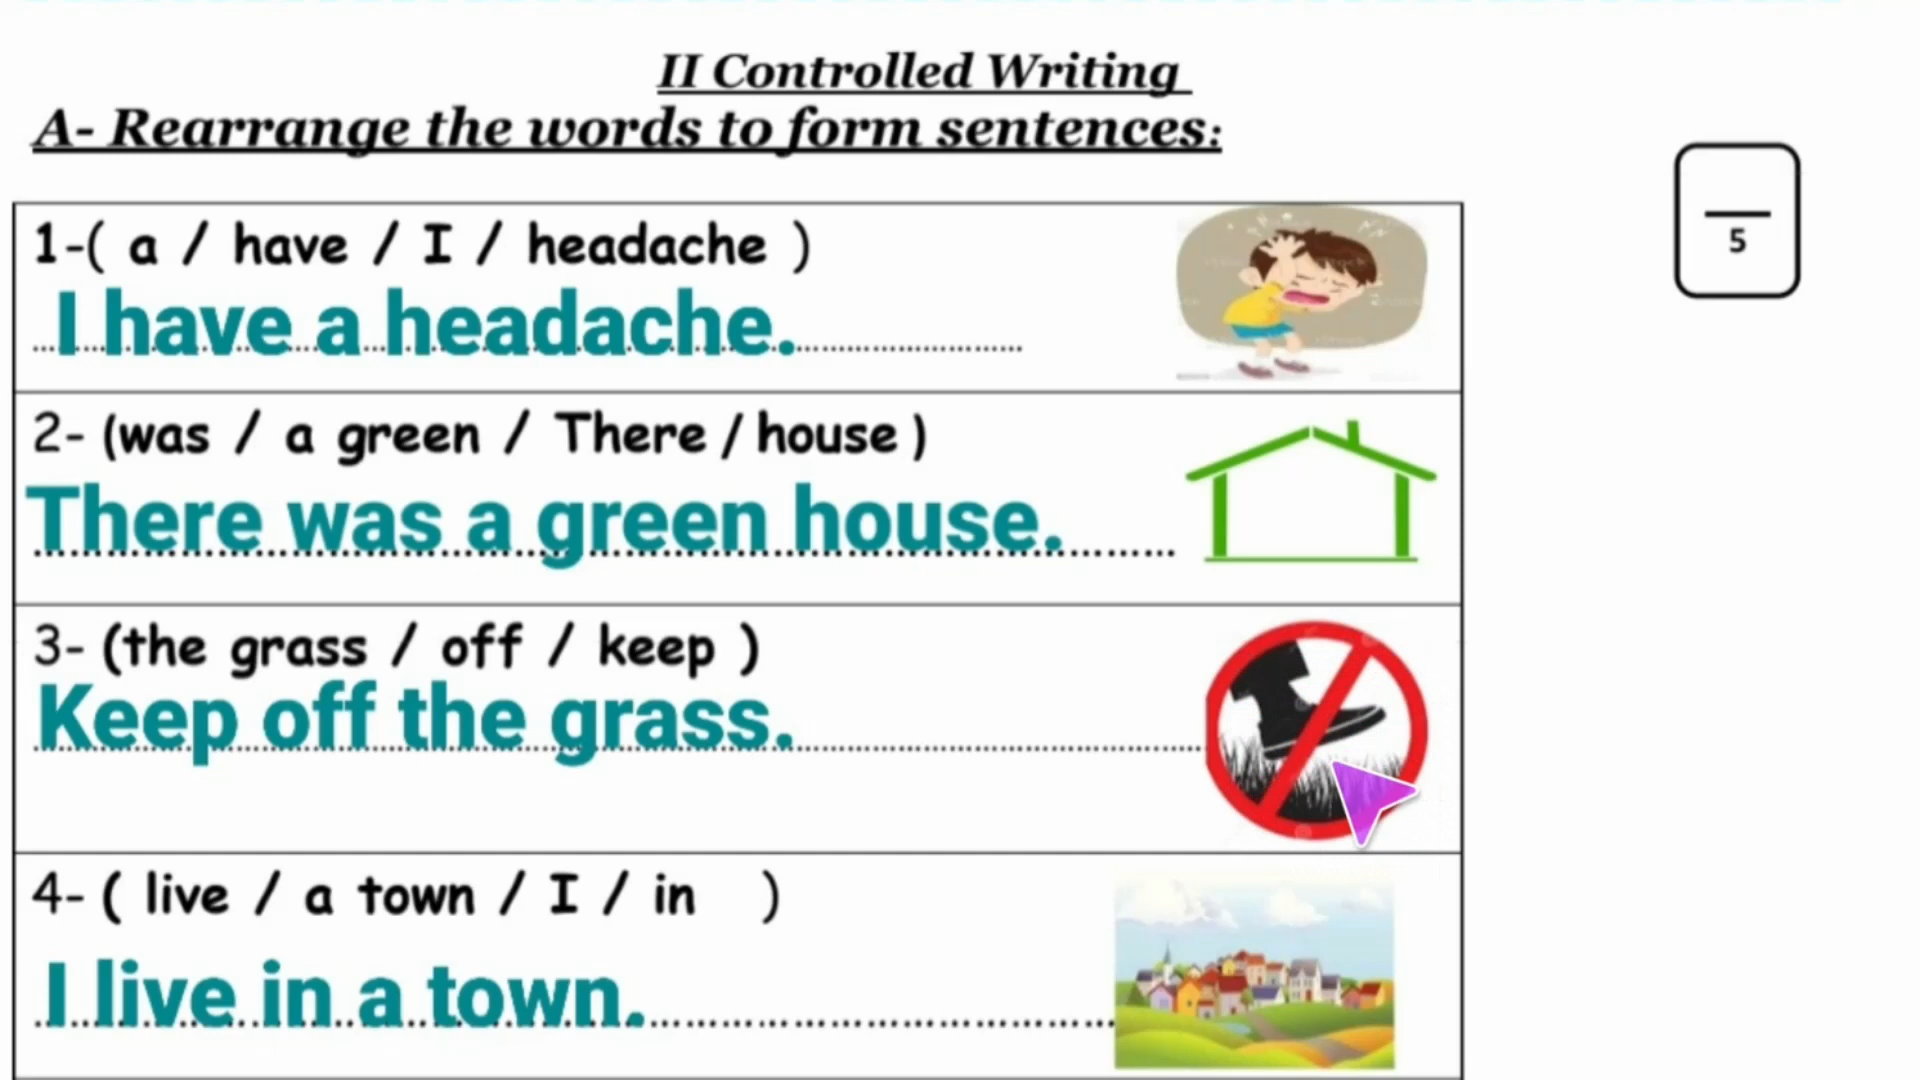 II Controlled Writing
A- Rearrange the words to form sentences:
5
1-( a / have / I / headache )
I have a headache.
2- (was / a green / There / house )
There was a green house.
3- (the grass / off / keep )
Keep off the grass.
4- ( live / a town / I / in )
I live in a town.